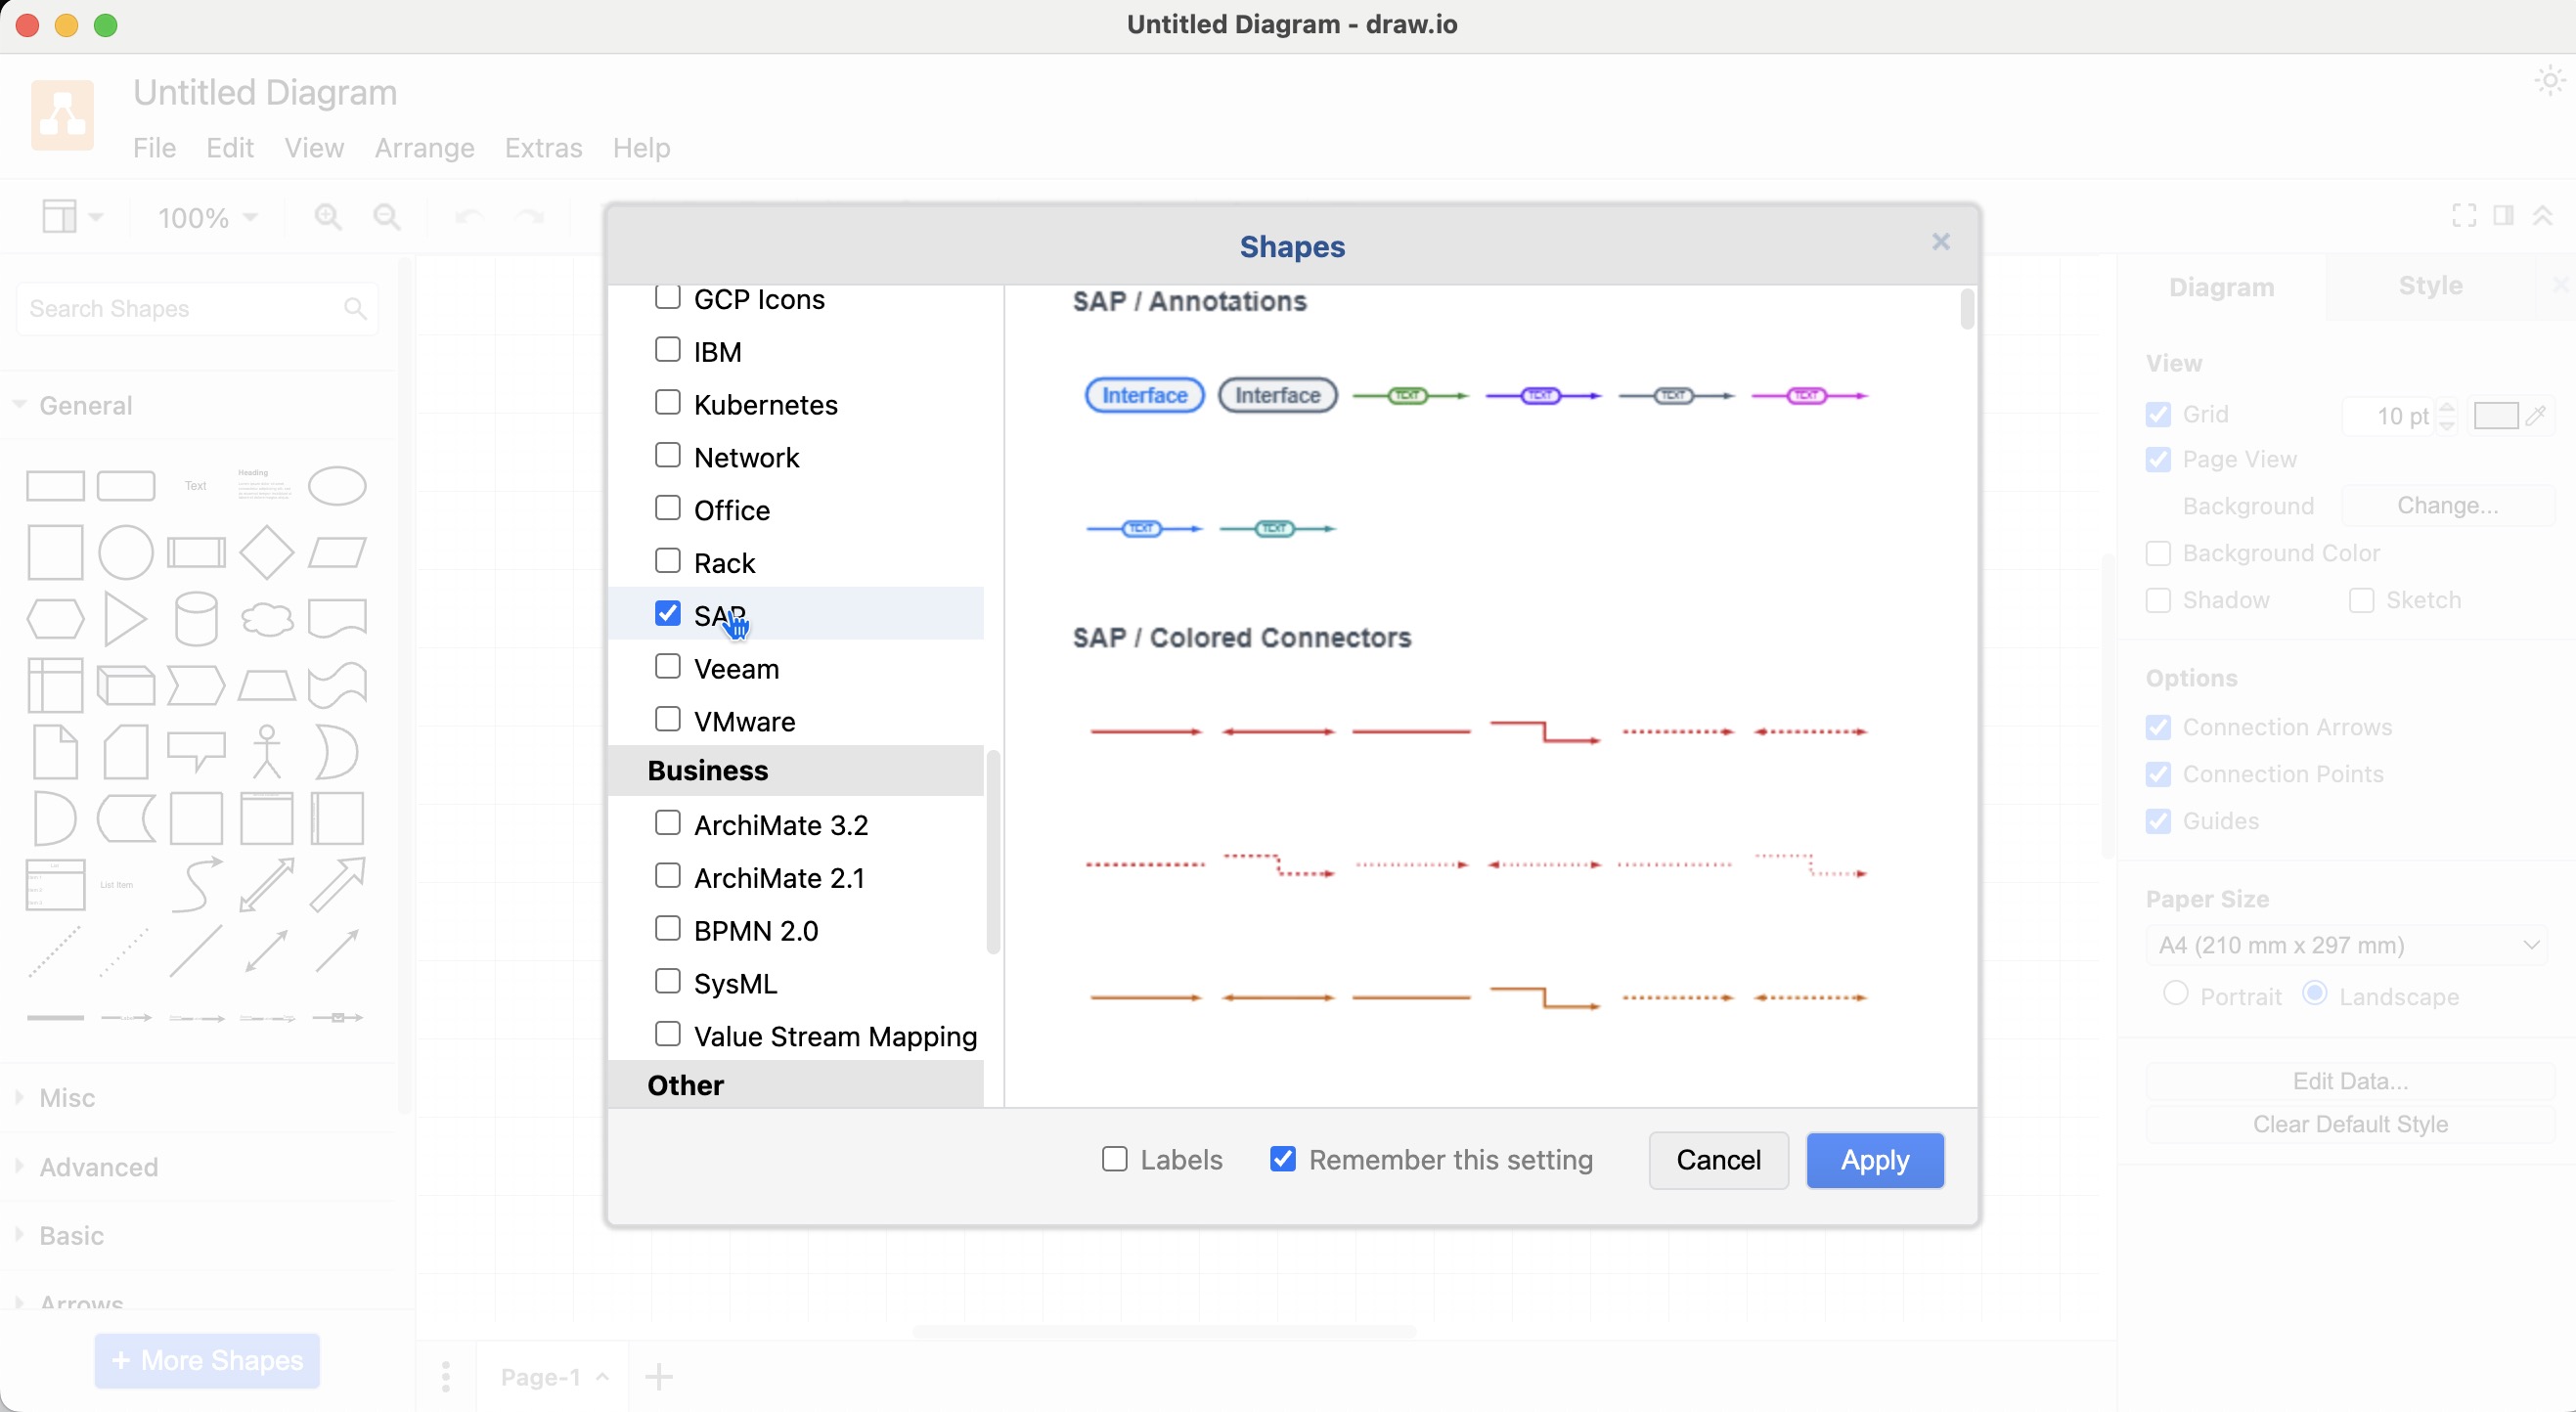 Untitled Diagram - draw.io
Untitled Diagram
File Edit View Arrange Extras Help
100%
Search Shapes
General
Text
Heading
List Item
Misc
Advanced
Basic
Arrows
+ More Shapes
Page-1
Shapes
GCP Icons
IBM
Kubernetes
Network
Office
Rack
SAP
Veeam
VMware
Business
ArchiMate 3.2
ArchiMate 2.1
BPMN 2.0
SysML
Value Stream Mapping
Other
SAP / Annotations
Interface Interface TEXT TEXT TEXT TEXT
TEXT TEXT
SAP / Colored Connectors
Labels Remember this setting Cancel Apply
Diagram Style
View
Grid 10 pt
Page View
Background Change...
Background Color
Shadow Sketch
Options
Connection Arrows
Connection Points
Guides
Paper Size
A4 (210 mm x 297 mm)
Portrait Landscape
Edit Data...
Clear Default Style